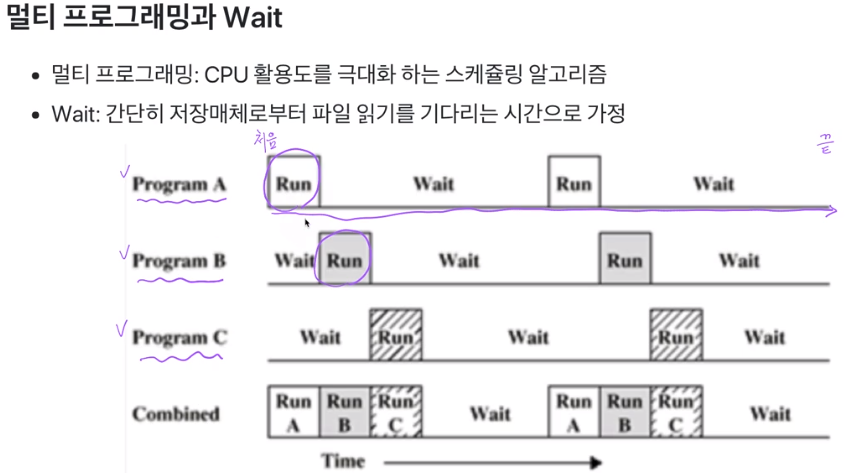 멀티 프로그래밍과 Wait
• 멀티 프로그래밍: CPU 활용도를 극대화 하는 스케쥴링 알고리즘
• Wait: 간단히 저장매체로부터 파일 읽기를 기다리는 시간으로 가정
처음 끝
Program A Run Wait Run Wait
Program B Wait Run Wait Run Wait
Program C Wait Run Wait Run Wait
Combined Run A Run B Run C Wait Run A Run B Run C Wait
Time